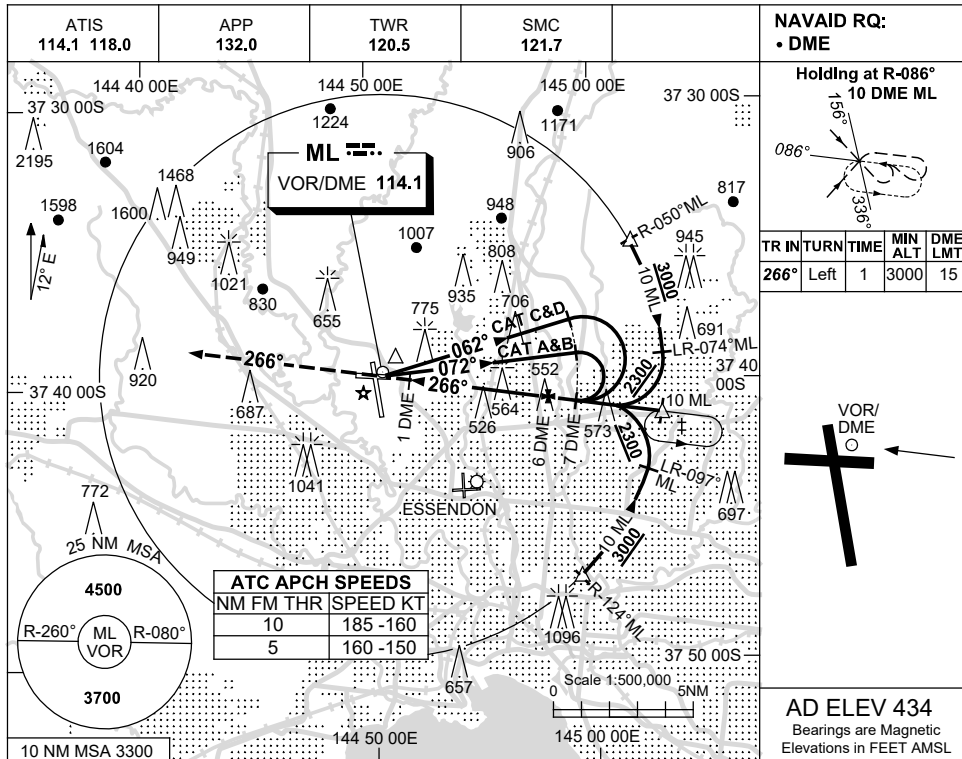 ATIS
114.1 118.0
APP
132.0
TWR
120.5
SMC
121.7
NAVAID RQ:
• DME
Holding at R-086°
10 DME ML
156°
086°
336°
TR IN TURN TIME MIN ALT DME LMT
266° Left 1 3000 15
144 40 00E
144 50 00E
145 00 00E
37 30 00S
37 30 00S
2195
1604
1224
1171
906
ML
VOR/DME 114.1
1468
1600
1598
949
12° E
1021
830
655
1007
948
808
935
706
775
817
R-050°ML
945
3000
10 ML
691
LR-074°ML
062° CAT C&D
072° CAT A&B
266°
266°
2300
37 40 00S
37 40 00S
920
687
1 DME
526
564
552
6 DME
7 DME
573
10 ML
2300
LR-097° ML
697
1041
ESSENDON
772
10 ML
3000
R-124°ML
1096
25 NM MSA
4500
R-260°
ML VOR
R-080°
3700
10 NM MSA 3300
ATC APCH SPEEDS
NM FM THR SPEED KT
10 185 -160
5 160 -150
657
37 50 00S
Scale 1:500,000
0 5NM
144 50 00E
145 00 00E
VOR/
DME
AD ELEV 434
Bearings are Magnetic
Elevations in FEET AMSL